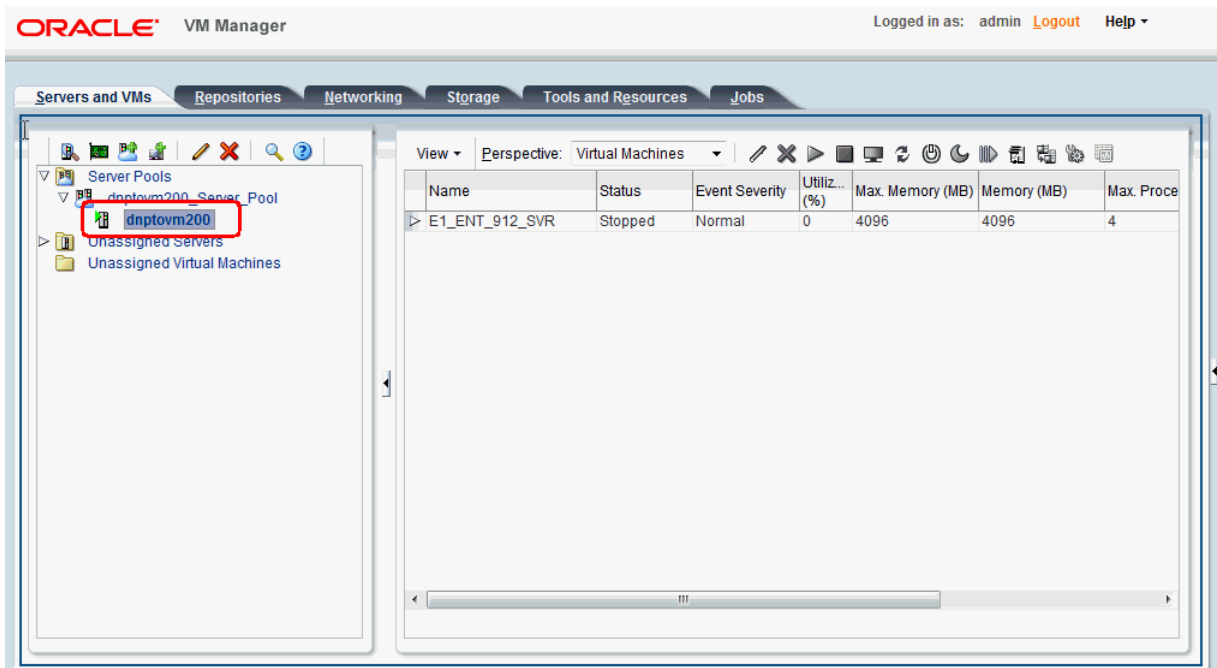 ORACLE VM Manager
Logged in as: admin Logout Help
Servers and VMs Repositories Networking Storage Tools and Resources Jobs
Server Pools
dnptovm200_Server_Pool
dnptovm200
Unassigned Servers
Unassigned Virtual Machines
View Perspective: Virtual Machines
Name Status Event Severity Utiliz... (%) Max. Memory (MB) Memory (MB) Max. Proce
E1_ENT_912_SVR Stopped Normal 0 4096 4096 4